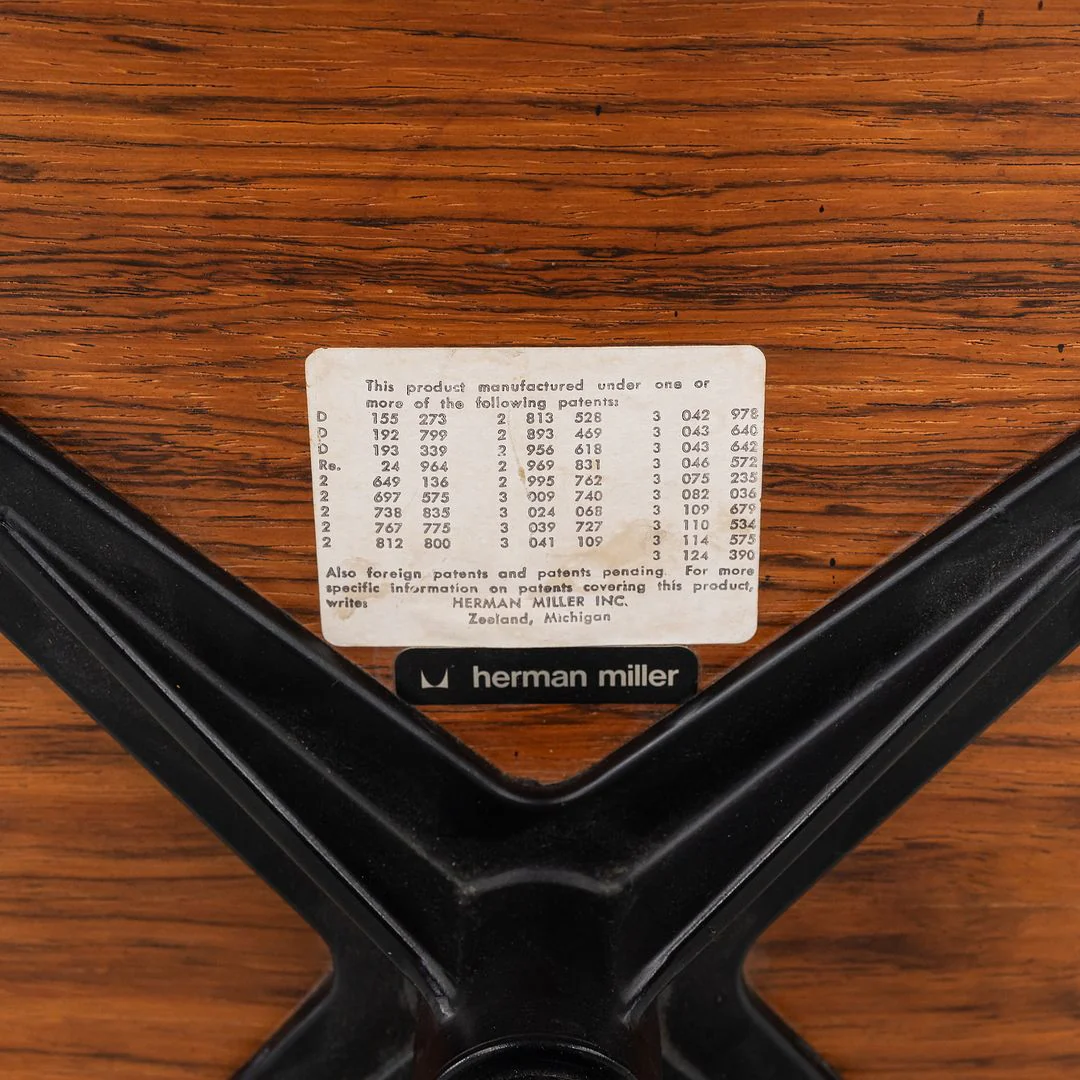 This product manufactured under one or
more of the following patents:
D 155 273 2 813 528 3 042 978
D 192 799 2 893 469 3 043 640
D 193 339 2 956 618 3 043 642
Re. 24 964 2 969 831 3 046 572
2 649 136 2 995 762 3 075 235
2 697 575 3 009 740 3 082 036
2 738 835 3 024 068 3 109 679
2 767 775 3 039 727 3 110 534
2 812 800 3 041 109 3 114 575
3 124 390
Also foreign patents and patents pending. For more
specific information on patents covering this product,
write: HERMAN MILLER INC.
Zeeland, Michigan
herman miller